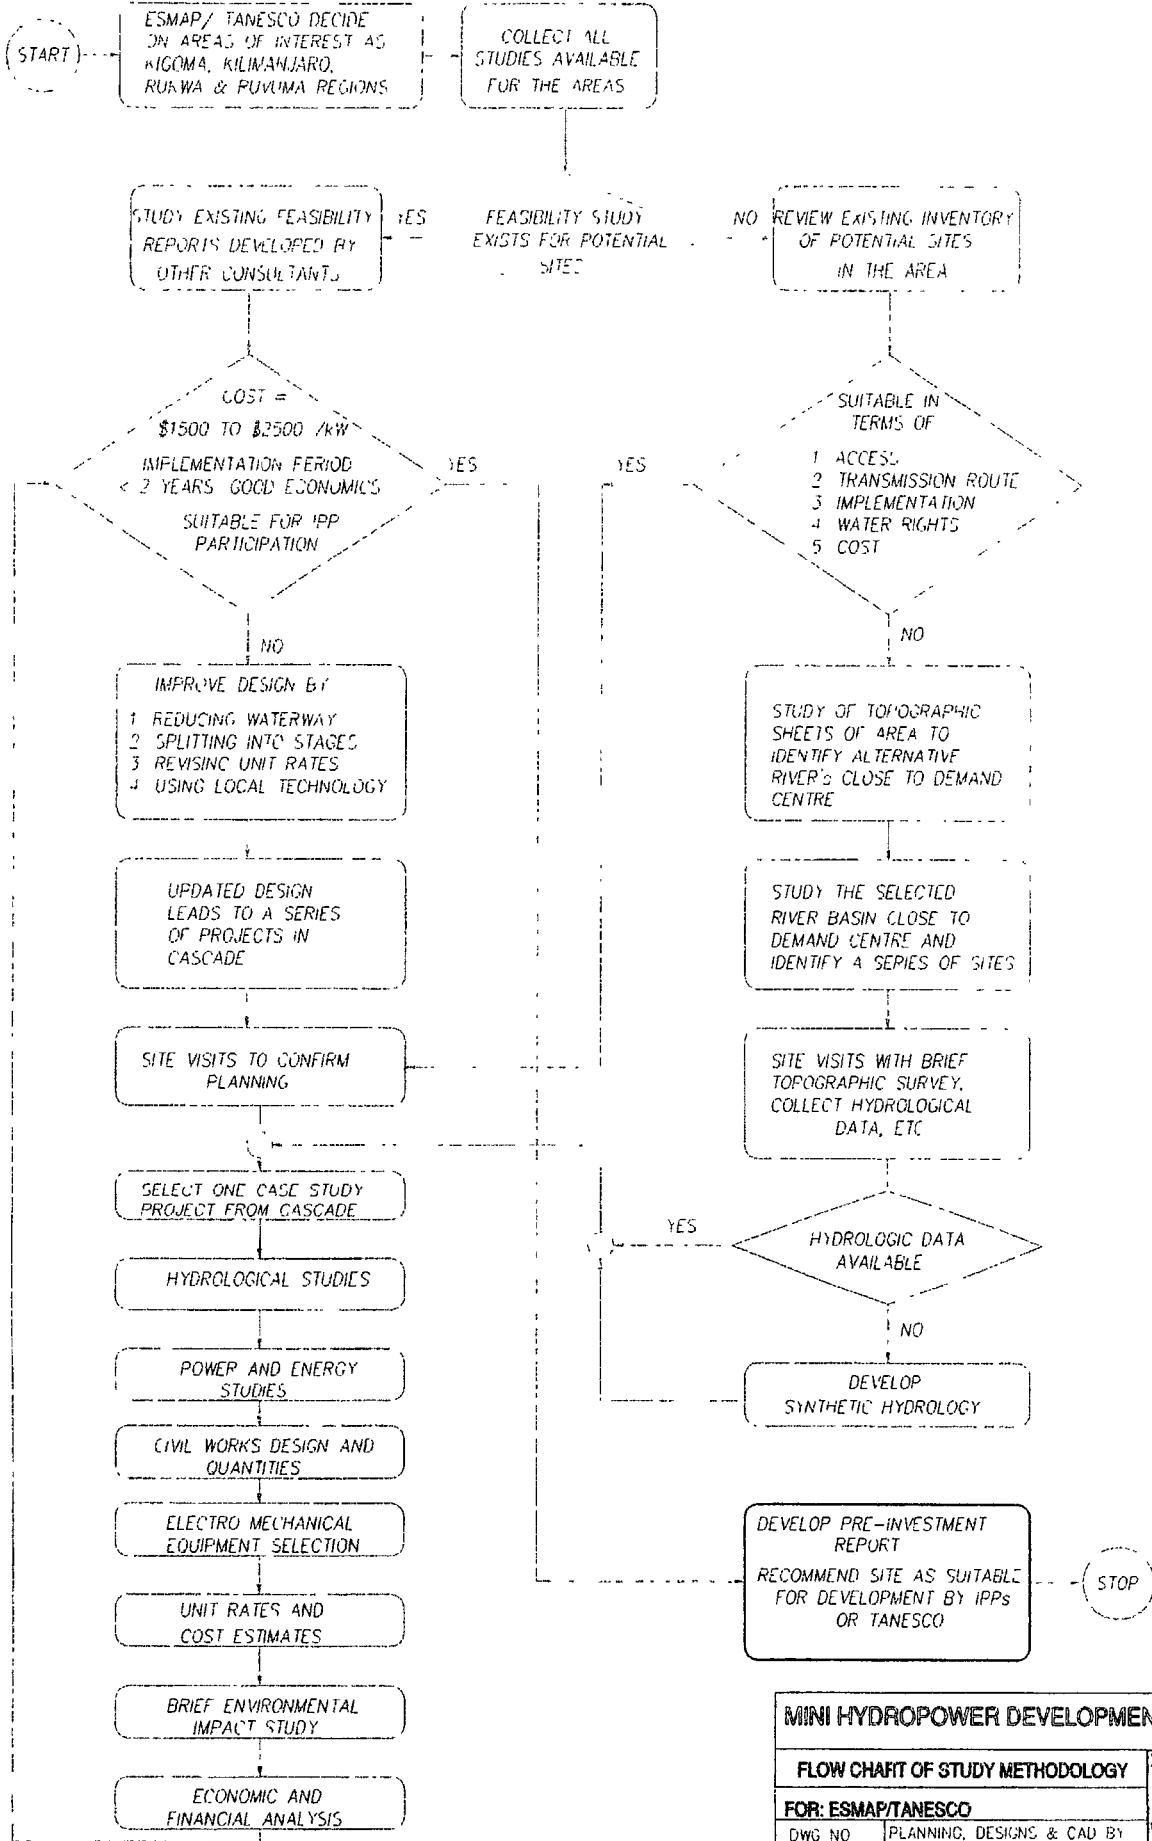 START
ESMAP/ TANESCO DECIDE
ON AREAS OF INTEREST AS
KIGOMA, KILIMANJARO,
RUKWA & RUVUMA REGIONS
COLLECT ALL
STUDIES AVAILABLE
FOR THE AREAS
STUDY EXISTING FEASIBILITY
REPORTS DEVELOPED BY
OTHER CONSULTANTS
YES
FEASIBILITY STUDY
EXISTS FOR POTENTIAL
SITES
NO
REVIEW EXISTING INVENTORY
OF POTENTIAL SITES
IN THE AREA
COST =
$1500 TO $2500 /kW
IMPLEMENTATION PERIOD
< 2 YEARS GOOD ECONOMICS
SUITABLE FOR IPP
PARTICIPATION
YES
NO
YES
SUITABLE IN
TERMS OF
1 ACCESS
2 TRANSMISSION ROUTE
3 IMPLEMENTATION
4 WATER RIGHTS
5 COST
NO
IMPROVE DESIGN BY
1 REDUCING WATERWAY
2 SPLITTING INTO STAGES
3 REVISING UNIT RATES
4 USING LOCAL TECHNOLOGY
STUDY OF TOPOGRAPHIC
SHEETS OF AREA TO
IDENTIFY ALTERNATIVE
RIVER's CLOSE TO DEMAND
CENTRE
UPDATED DESIGN
LEADS TO A SERIES
OF PROJECTS IN
CASCADE
STUDY THE SELECTED
RIVER BASIN CLOSE TO
DEMAND CENTRE AND
IDENTIFY A SERIES OF SITES
SITE VISITS TO CONFIRM
PLANNING
SITE VISITS WITH BRIEF
TOPOGRAPHIC SURVEY,
COLLECT HYDROLOGICAL
DATA, ETC
SELECT ONE CASE STUDY
PROJECT FROM CASCADE
YES
HYDROLOGIC DATA
AVAILABLE
NO
HYDROLOGICAL STUDIES
POWER AND ENERGY
STUDIES
DEVELOP
SYNTHETIC HYDROLOGY
CIVIL WORKS DESIGN AND
QUANTITIES
ELECTRO MECHANICAL
EQUIPMENT SELECTION
DEVELOP PRE-INVESTMENT
REPORT
RECOMMEND SITE AS SUITABLE
FOR DEVELOPMENT BY IPPs
OR TANESCO
STOP
UNIT RATES AND
COST ESTIMATES
BRIEF ENVIRONMENTAL
IMPACT STUDY
ECONOMIC AND
FINANCIAL ANALYSIS
MINI HYDROPOWER DEVELOPMEN
FLOW CHART OF STUDY METHODOLOGY
FOR: ESMAP/TANESCO
DWG NO
PLANNING, DESIGNS & CAD BY